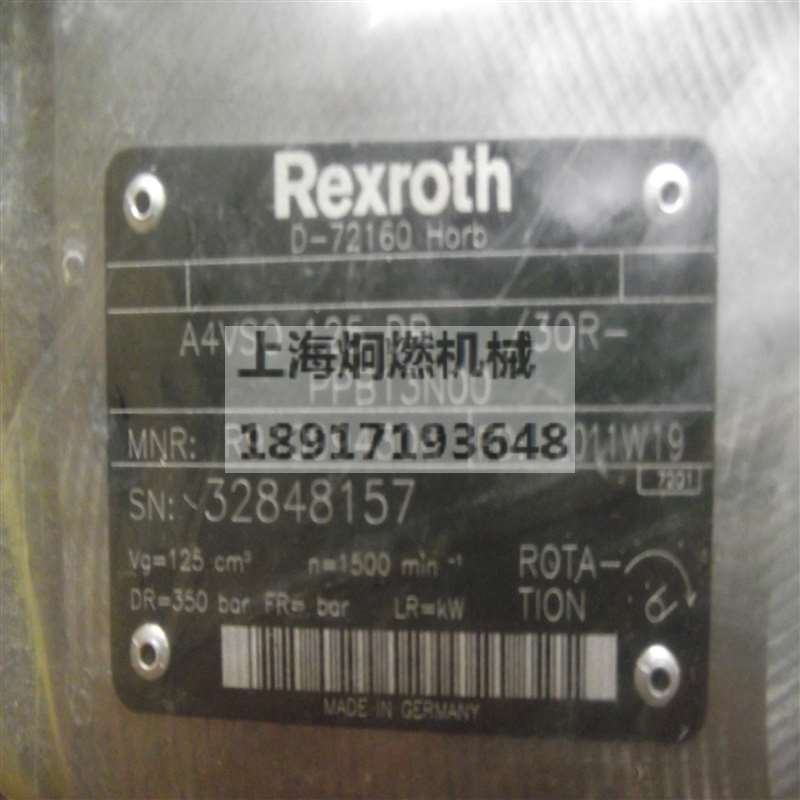 Rexroth
D-72160 Horb
A4VSO 125 DR /30R-
上海炯燃机械
PPB13N00
MNR:
18917193648
011W19
7201
SN: 32848157
Vg=125 cm³ n=1500 min⁻¹
ROTA-
TION
DR=350 bar FR= bar LR=kW
MADE IN GERMANY